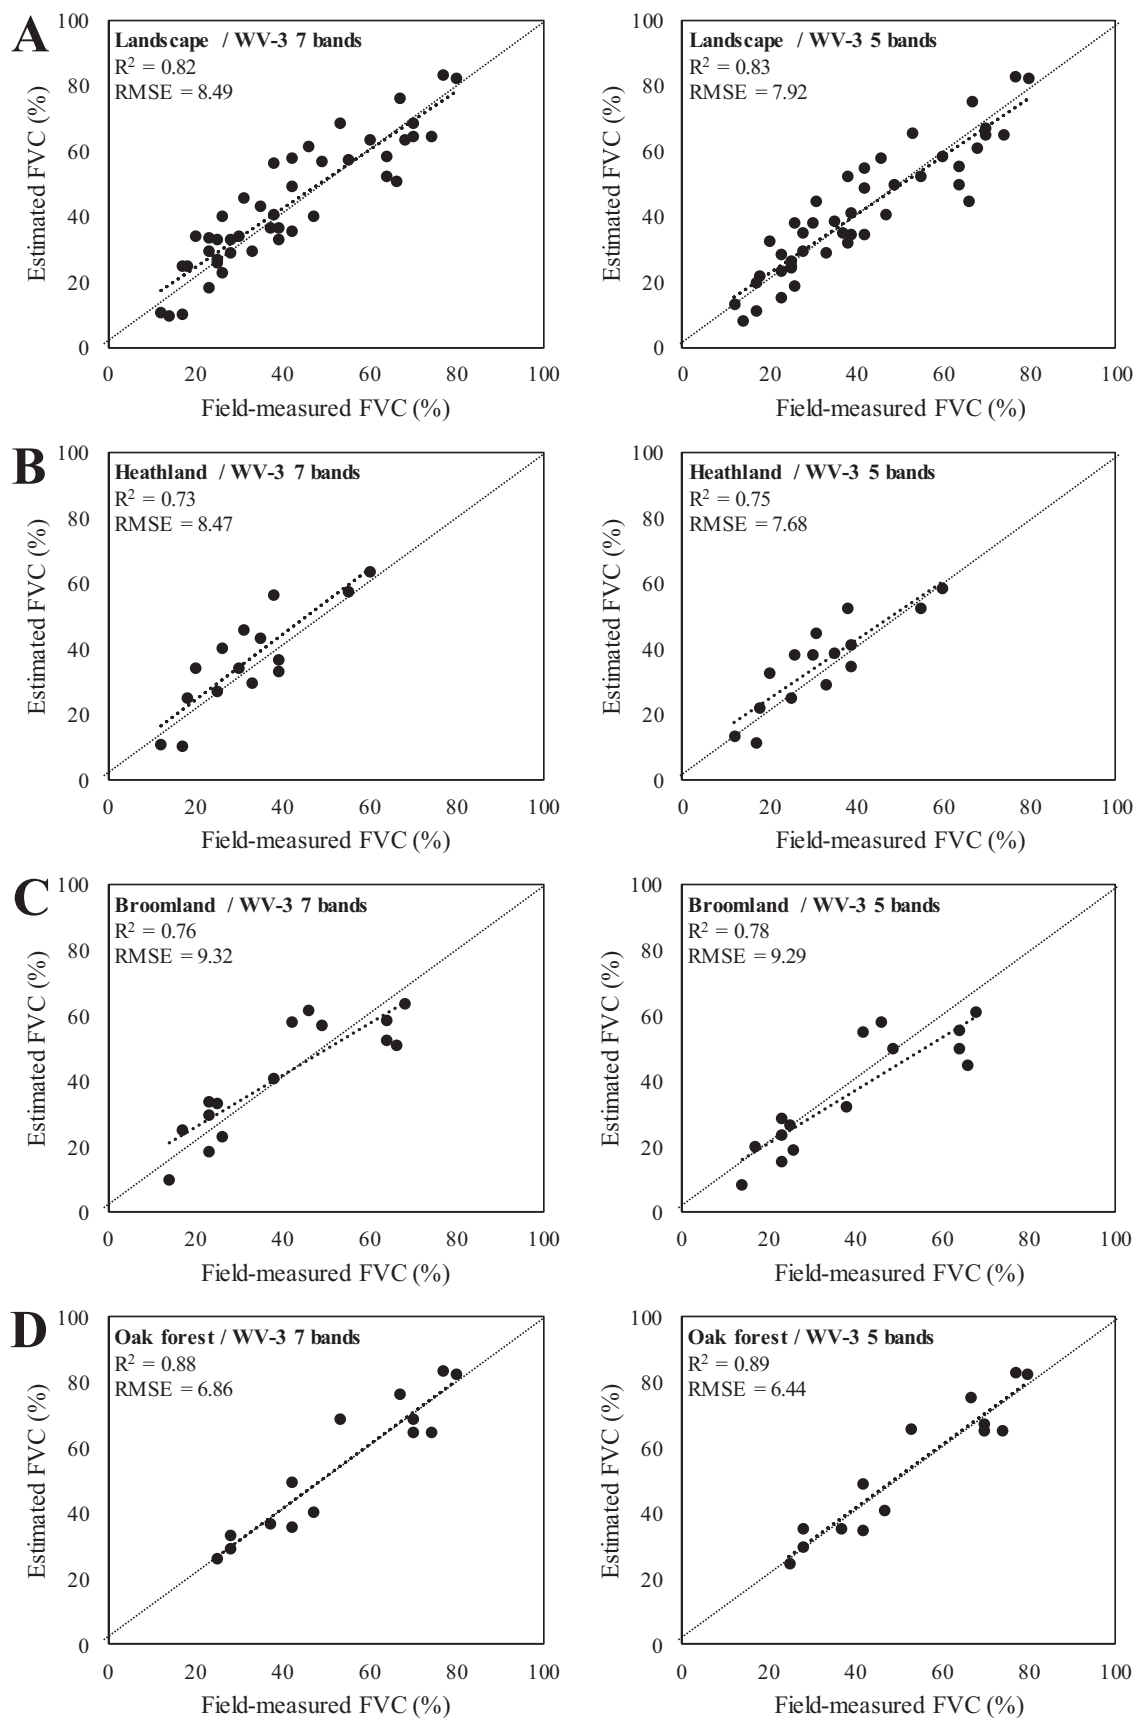 A
Landscape / WV-3 7 bands
R² = 0.82
RMSE = 8.49
Estimated FVC (%)
100
80
60
40
20
0
0 20 40 60 80 100
Field-measured FVC (%)
Landscape / WV-3 5 bands
R² = 0.83
RMSE = 7.92
Estimated FVC (%)
100
80
60
40
20
0
0 20 40 60 80 100
Field-measured FVC (%)
B
Heathland / WV-3 7 bands
R² = 0.73
RMSE = 8.47
Estimated FVC (%)
100
80
60
40
20
0
0 20 40 60 80 100
Field-measured FVC (%)
Heathland / WV-3 5 bands
R² = 0.75
RMSE = 7.68
Estimated FVC (%)
100
80
60
40
20
0
0 20 40 60 80 100
Field-measured FVC (%)
C
Broomland / WV-3 7 bands
R² = 0.76
RMSE = 9.32
Estimated FVC (%)
100
80
60
40
20
0
0 20 40 60 80 100
Field-measured FVC (%)
Broomland / WV-3 5 bands
R² = 0.78
RMSE = 9.29
Estimated FVC (%)
100
80
60
40
20
0
0 20 40 60 80 100
Field-measured FVC (%)
D
Oak forest / WV-3 7 bands
R² = 0.88
RMSE = 6.86
Estimated FVC (%)
100
80
60
40
20
0
0 20 40 60 80 100
Field-measured FVC (%)
Oak forest / WV-3 5 bands
R² = 0.89
RMSE = 6.44
Estimated FVC (%)
100
80
60
40
20
0
0 20 40 60 80 100
Field-measured FVC (%)